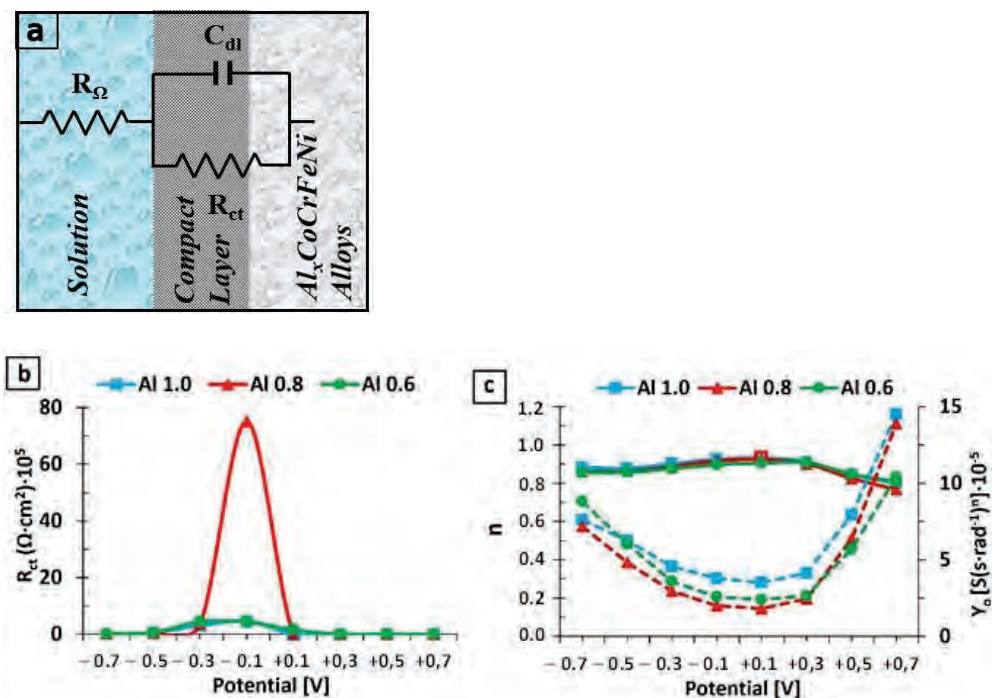 a
C_dl
R_Ω
R_ct
Solution
Compact
Layer
Al_xCoCrFeNi
Alloys
b
Al 1.0 Al 0.8 Al 0.6
80
60
40
20
0
R_ct (Ω·cm²)·10⁵
−0.7 −0.5 −0.3 −0.1 +0.1 +0,3 +0,5 +0,7
Potential [V]
c
Al 1.0 Al 0.8 Al 0.6
1.2
1.0
0.8
0.6
0.4
0.2
0.0
n
15
10
5
0
Y_o [S(s·rad⁻¹)ⁿ]·10⁻⁵
−0.7 −0.5 −0.3 −0.1 +0.1 +0,3 +0,5 +0,7
Potential [V]